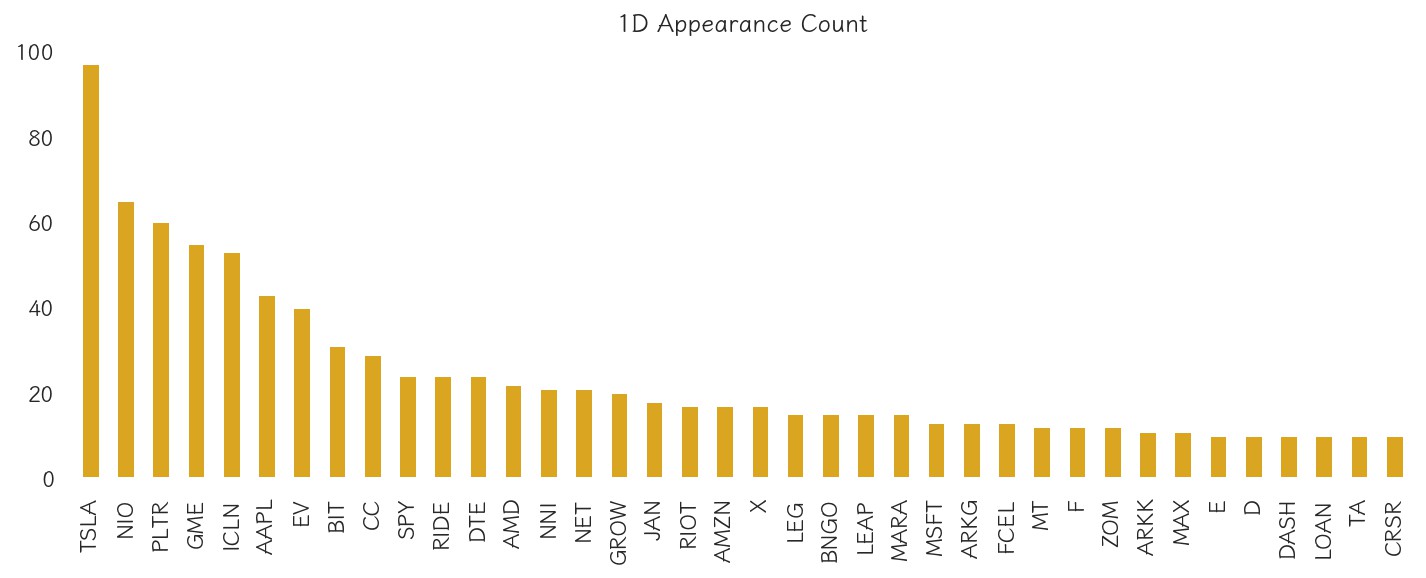 1D Appearance Count
100
80
60
40
20
0
TSLA
NIO
PLTR
GME
ICLN
AAPL
EV
BIT
CC
SPY
RIDE
DTE
AMD
NNI
NET
GROW
JAN
RIOT
AMZN
X
LEG
BNGO
LEAP
MARA
MSFT
ARKG
FCEL
MT
F
ZOM
ARKK
MAX
E
D
DASH
LOAN
TA
CRSR